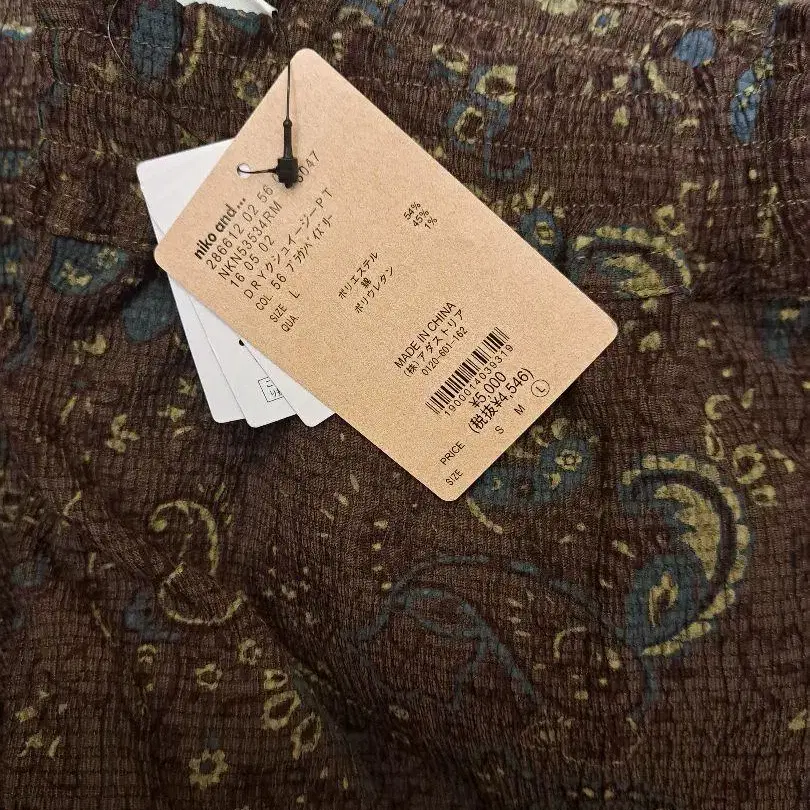 niko and...
286612 02 56
NKN53534RM
16 05 02
DRYクシュイージーPT
COL 56 ブラウンペイズリー
SIZE L
QUA
ポリエステル 54%
綿 45%
ポリウレタン 1%
MADE IN CHINA
(株)アダストリア
0120-601-162
1900014039319
¥5,000
(税抜¥4,546)
PRICE
SIZE S M L